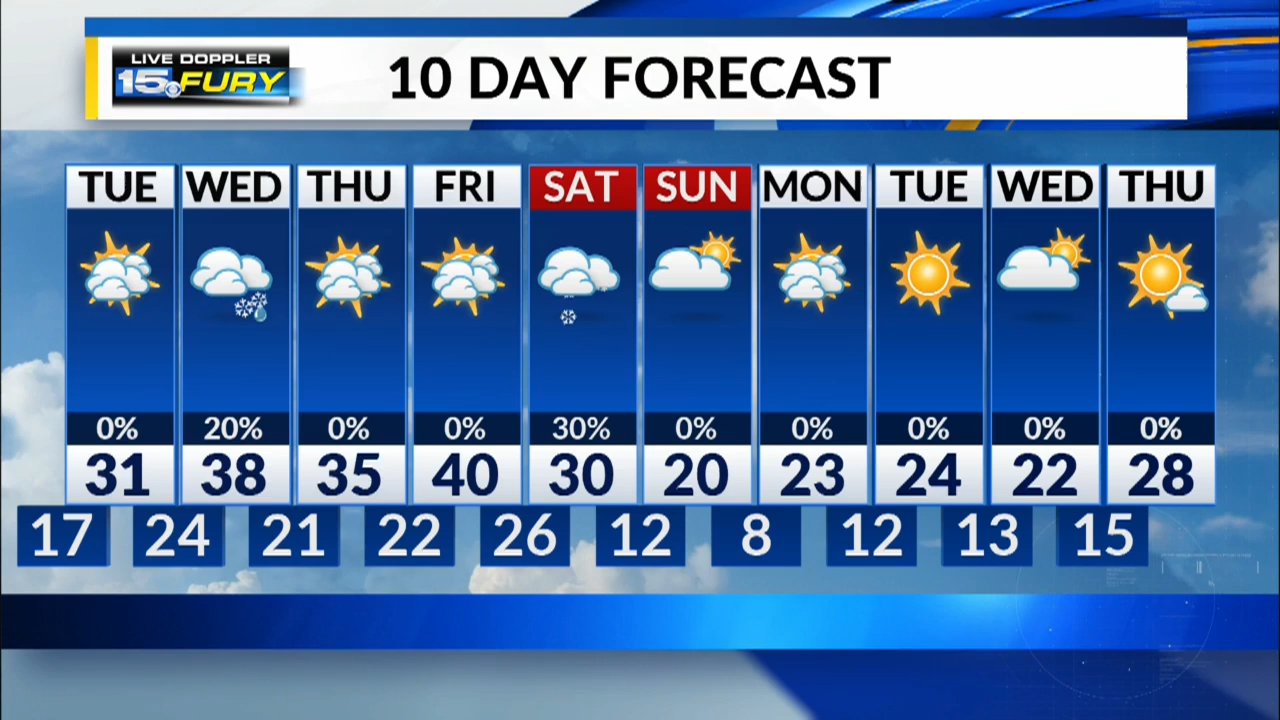 LIVE DOPPLER
15 FURY
10 DAY FORECAST
TUE WED THU FRI SAT SUN MON TUE WED THU
0% 20% 0% 0% 30% 0% 0% 0% 0% 0%
31 38 35 40 30 20 23 24 22 28
17 24 21 22 26 12 8 12 13 15